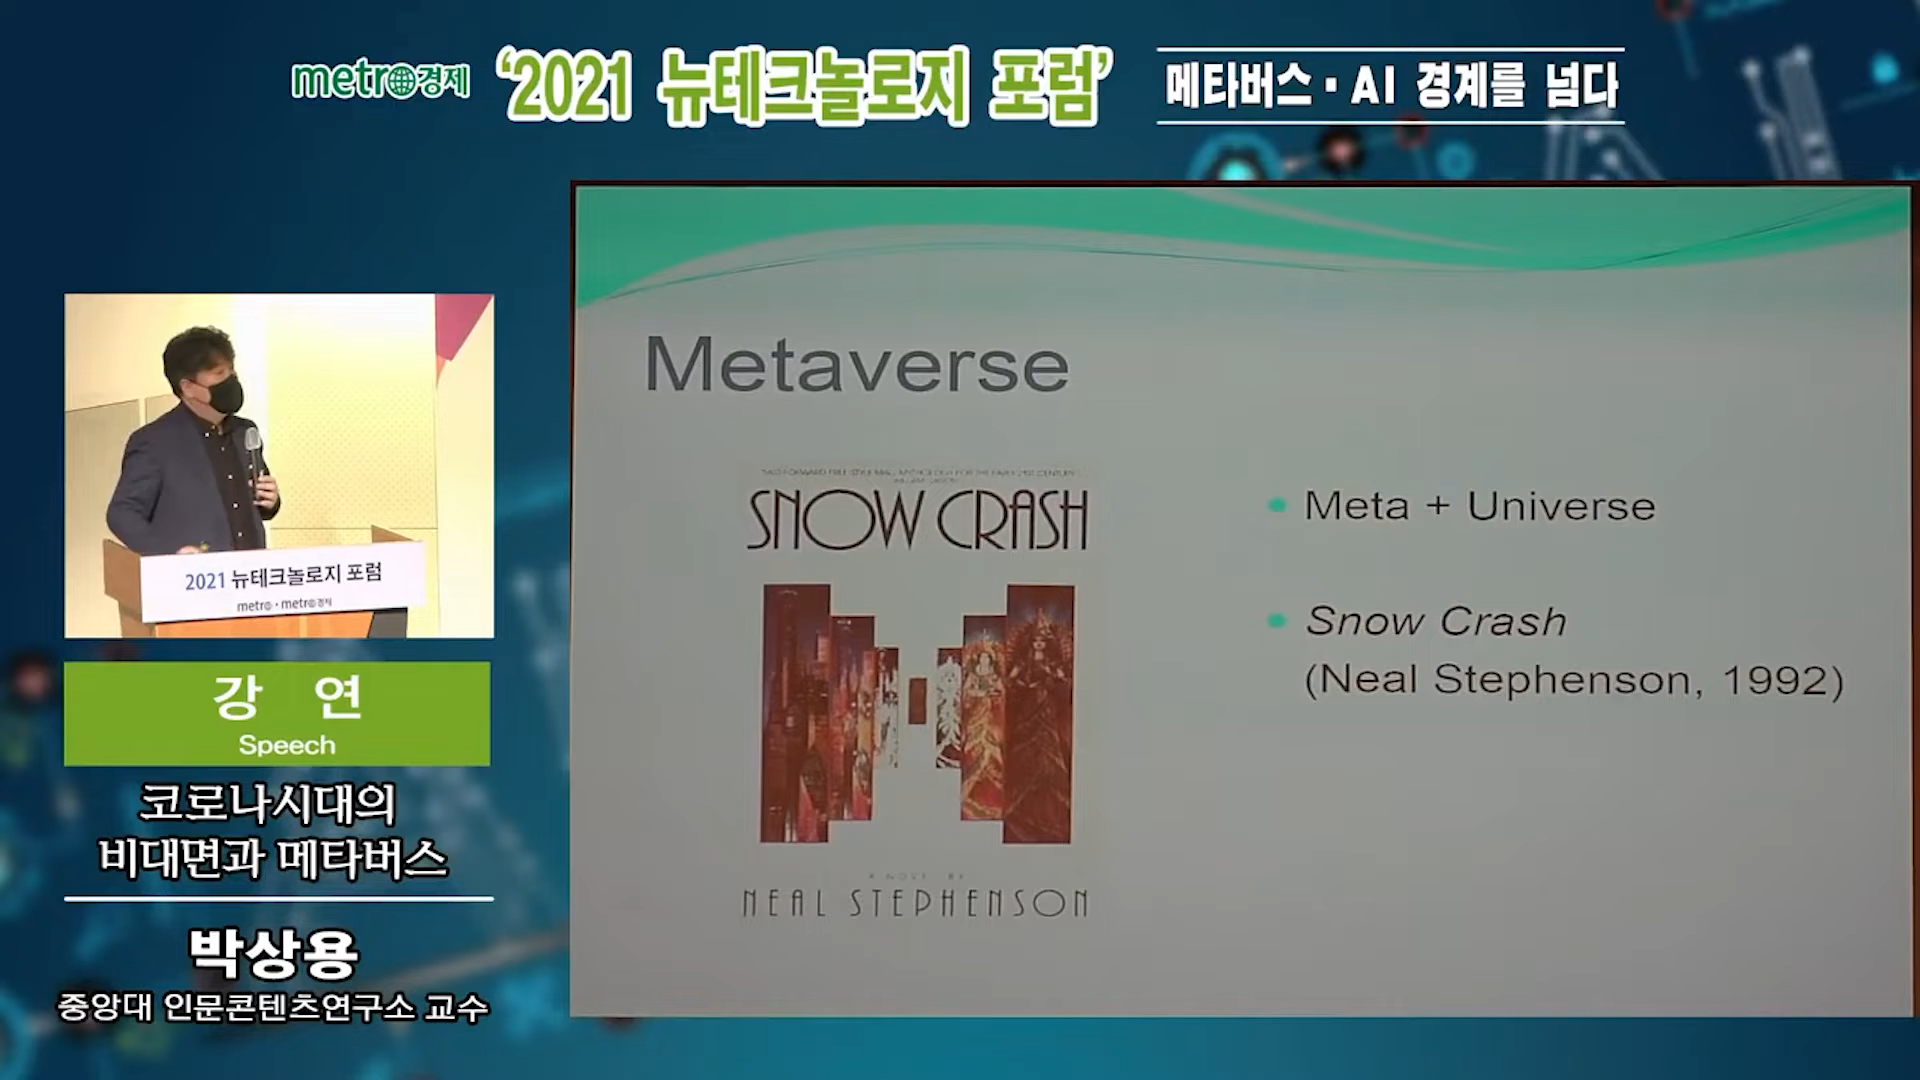 metro경제 '2021 뉴테크놀로지 포럼' 메타버스·AI 경계를 넘다
Metaverse
SNOW CRASH
A NOVEL BY
NEAL STEPHENSON
Meta + Universe
Snow Crash
(Neal Stephenson, 1992)
2021 뉴테크놀로지 포럼
metro · metro경제
강 연
Speech
코로나시대의
비대면과 메타버스
박상용
중앙대 인문콘텐츠연구소 교수